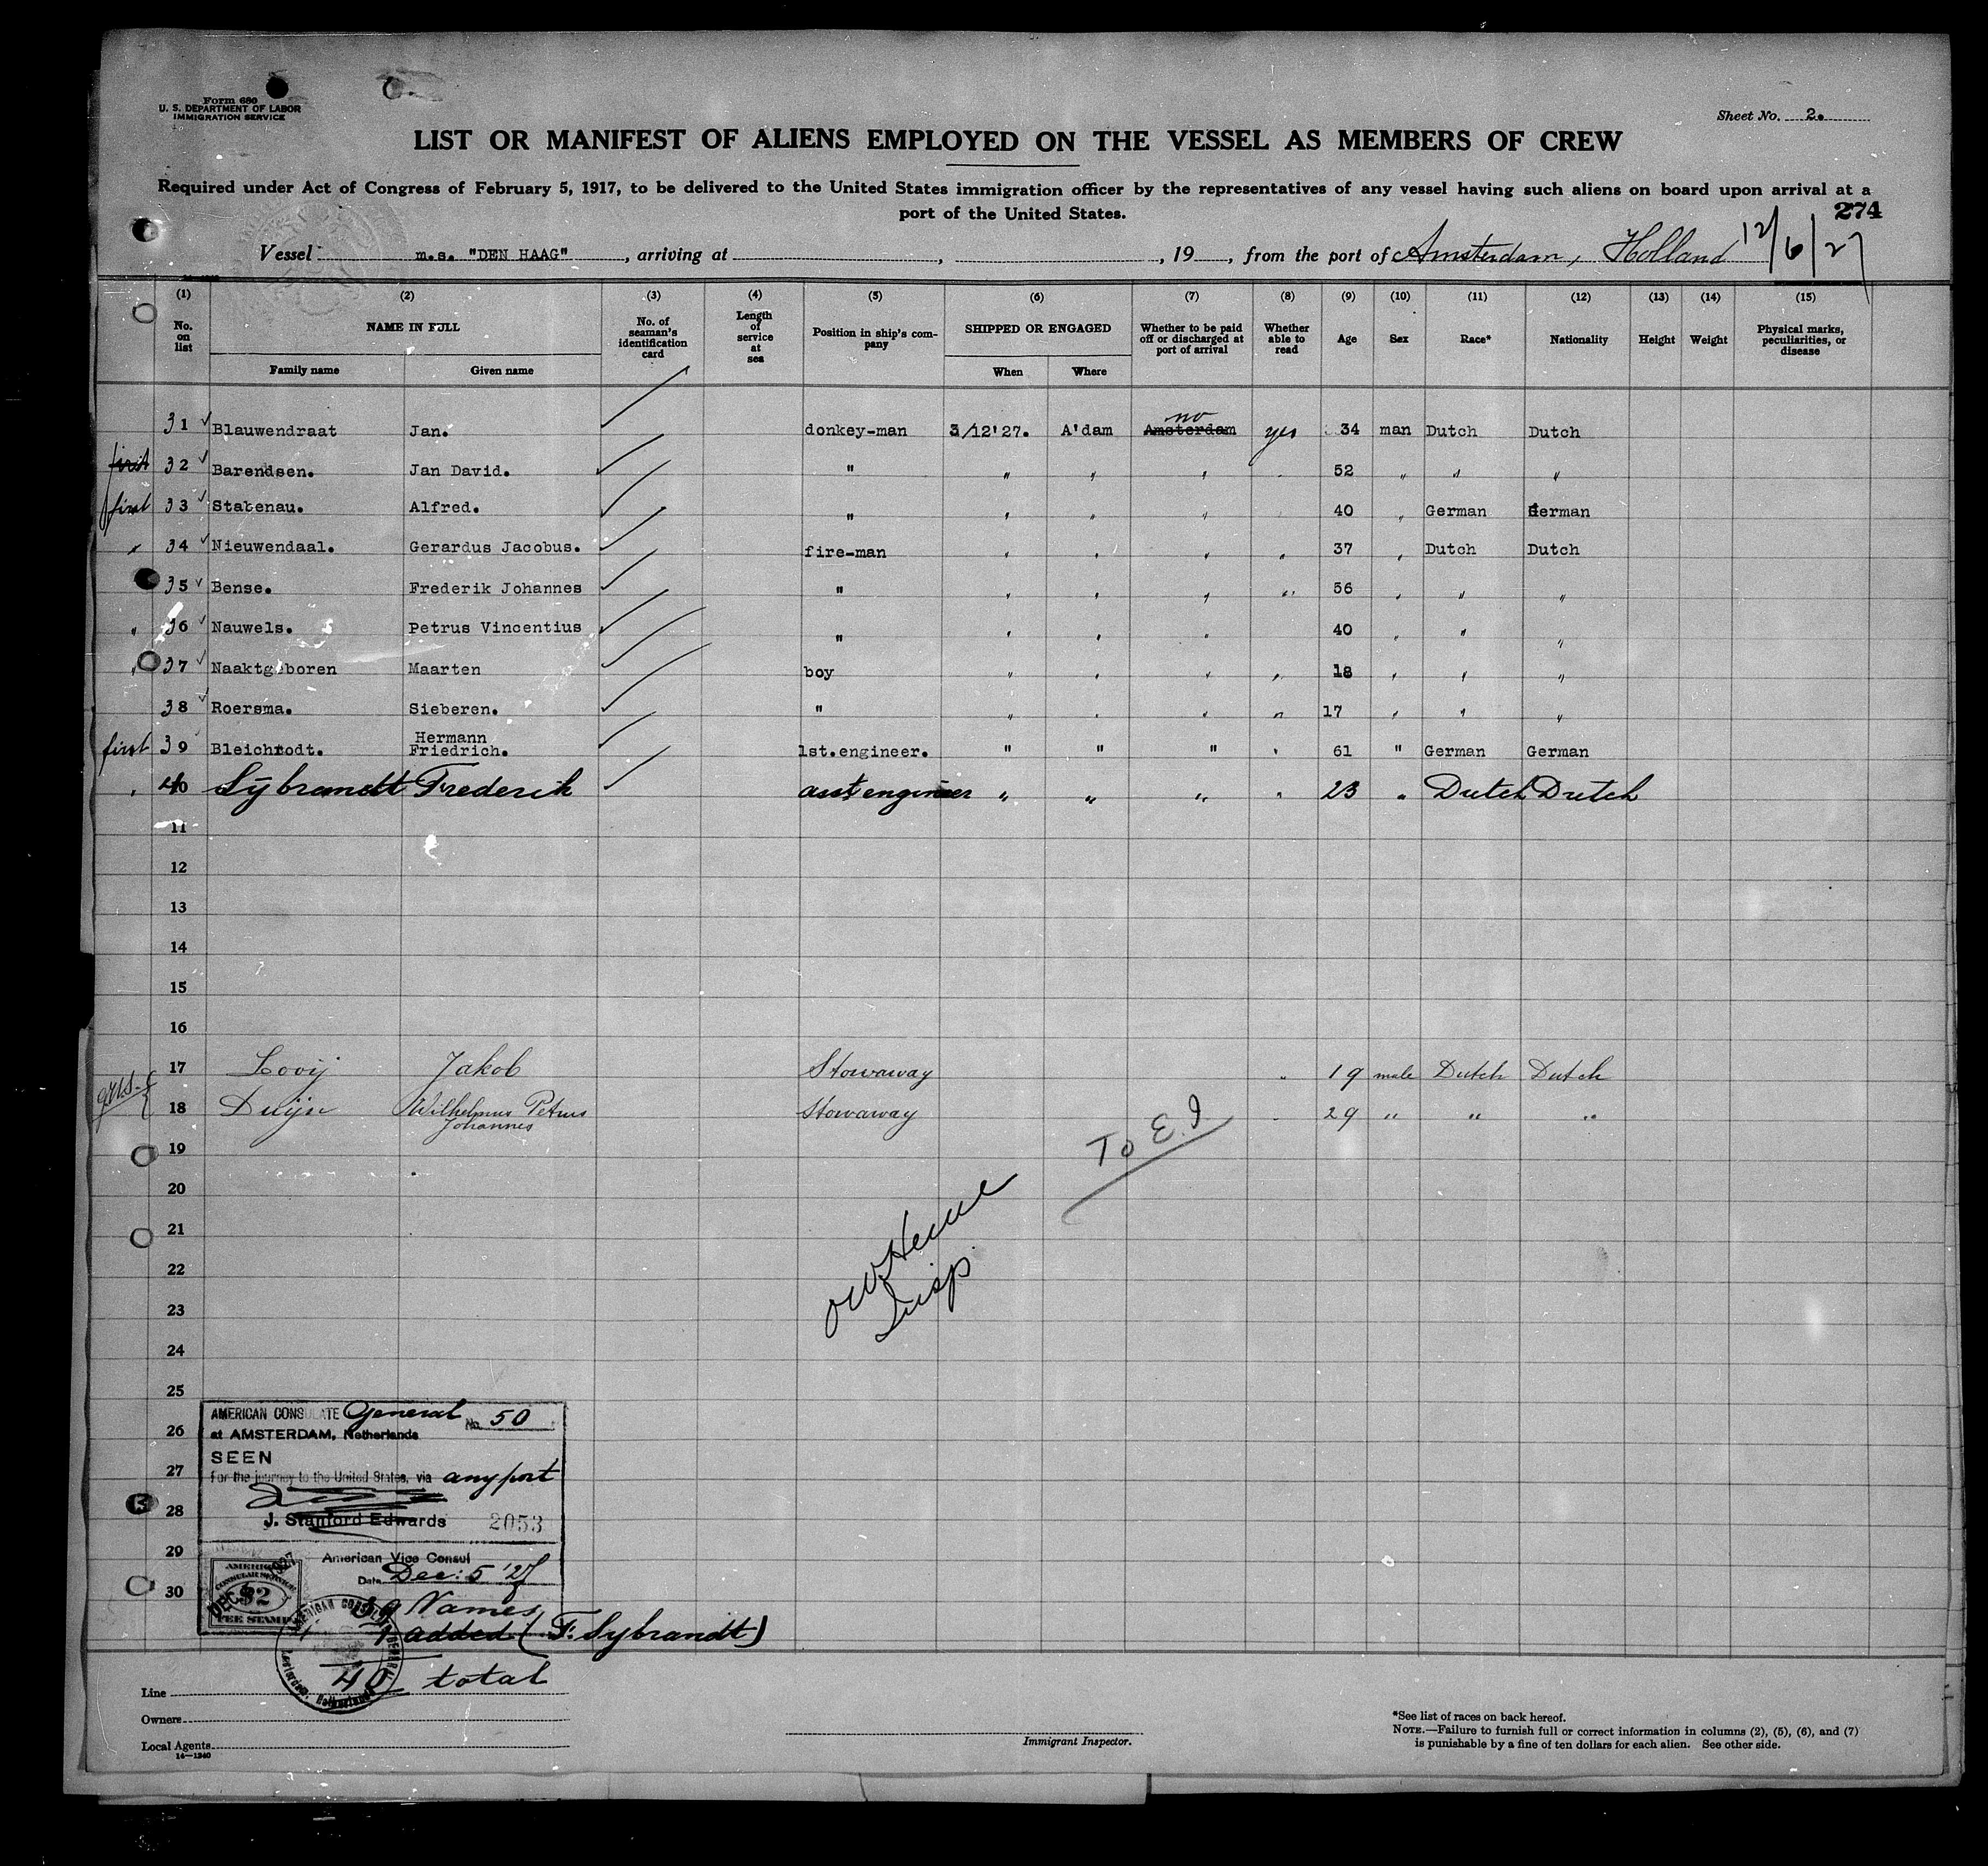 Form 680
U. S. DEPARTMENT OF LABOR
IMMIGRATION SERVICE
Sheet No. 2.
LIST OR MANIFEST OF ALIENS EMPLOYED ON THE VESSEL AS MEMBERS OF CREW
Required under Act of Congress of February 5, 1917, to be delivered to the United States immigration officer by the representatives of any vessel having such aliens on board upon arrival at a
port of the United States.
274
Vessel m.s. "DEN HAAG", arriving at , , 19 , from the port of Amsterdam, Holland 12/6/27
(1) (2) (3) (4) (5) (6) (7) (8) (9) (10) (11) (12) (13) (14) (15)
No. on list NAME IN FULL No. of seaman's identification card Length of service at sea Position in ship's company SHIPPED OR ENGAGED Whether to be paid off or discharged at port of arrival Whether able to read Age Sex Race* Nationality Height Weight Physical marks, peculiarities, or disease
Family name Given name When Where
31 Blauwendraat Jan. donkey-man 3/12'27. A'dam Amsterdam no yes 34 man Dutch Dutch
first 32 Barendsen. Jan David. " " " " 52 " " "
first 33 Stabenau. Alfred. " " " " 40 " German German
" 34 Nieuwendaal. Gerardus Jacobus. fire-man " " " " 37 " Dutch Dutch
35 Bense. Frederik Johannes " " " " " 56 " " "
" 36 Nauwels. Petrus Vincentius " " " " 40 " " "
" 37 Naaktgeboren Maarten boy " " " " 18 " " "
38 Roersma. Sieberen. " " " " " 17 " " "
first 39 Bleichrodt. Hermann Friedrich. 1st.engineer. " " " " 61 " German German
" 40 Sybrandt Frederik asst engineer " " " " 23 " Dutch Dutch
11
12
13
14
15
16
17 Looij Jakob Stowaway " 19 male Dutch Dutch
18 Duijn Wilhelmus Petrus Johannes Stowaway 29 " " "
To E.I
19
20
21
22
Insp
23
24
25
AMERICAN CONSULATE General No. 50
26
at AMSTERDAM, Netherlands
SEEN
27
For the journey to the United States, via any port
28
J. Stanford Edwards 2053
29
American Vice Consul
Date Dec: 5 '27
30
AMERICAN CONSULAR SERVICE
$2
FEE STAMP
39 Names
1 added (F. Sybrandt)
40 total
Line
Owners
Local Agents
14—1240
Immigrant Inspector.
*See list of races on back hereof.
NOTE.—Failure to furnish full or correct information in columns (2), (5), (6), and (7)
is punishable by a fine of ten dollars for each alien. See other side.